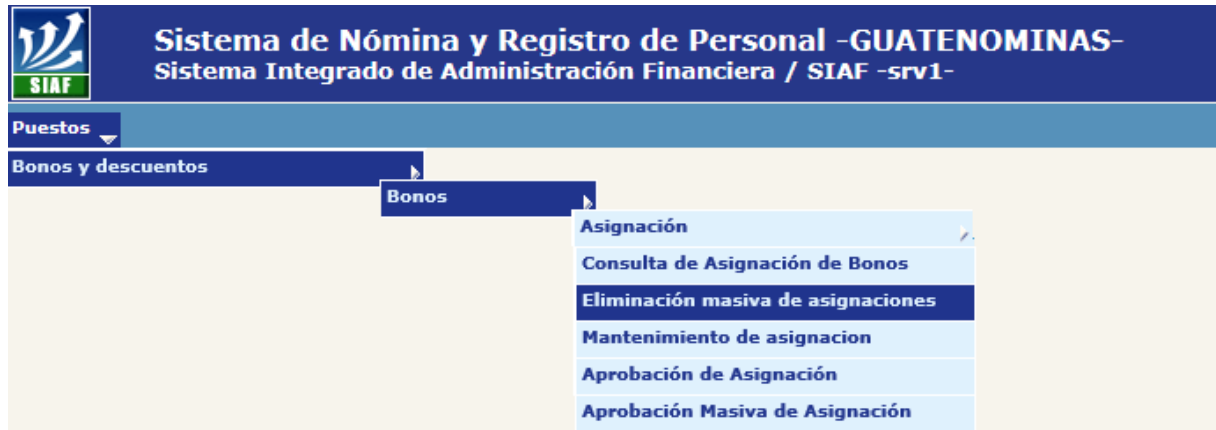 SIAF
Sistema de Nómina y Registro de Personal -GUATENOMINAS-
Sistema Integrado de Administración Financiera / SIAF -srv1-
Puestos
Bonos y descuentos
Bonos
Asignación
Consulta de Asignación de Bonos
Eliminación masiva de asignaciones
Mantenimiento de asignacion
Aprobación de Asignación
Aprobación Masiva de Asignación